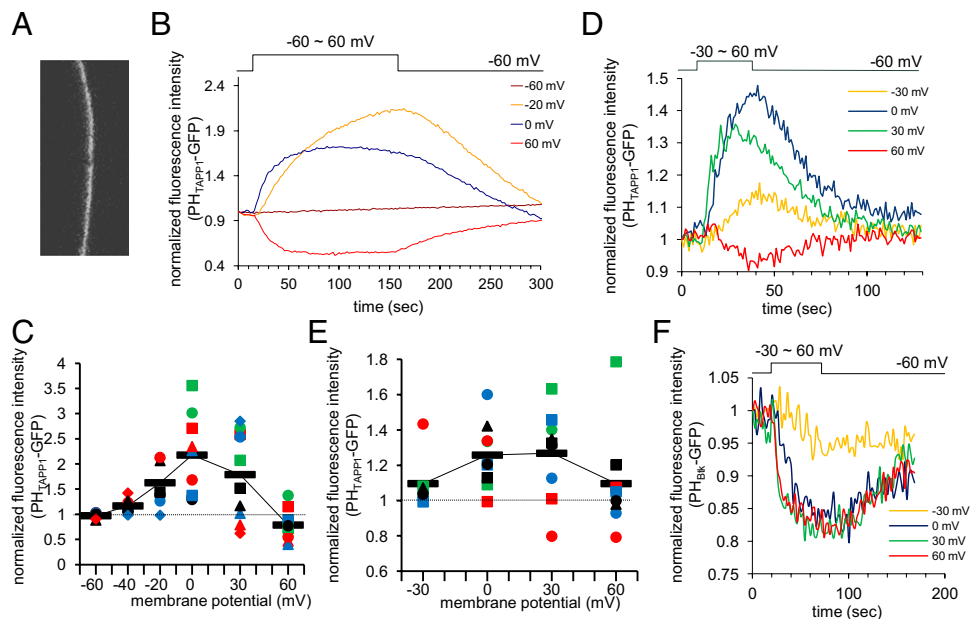 A
B
-60 ~ 60 mV
-60 mV
-60 mV
-20 mV
0 mV
60 mV
normalized fluorescence intensity
(PH_TAPP1-GFP)
2.4
1.9
1.4
0.9
0.4
0 50 100 150 200 250 300
time (sec)
D
-30 ~ 60 mV
-60 mV
-30 mV
0 mV
30 mV
60 mV
normalized fluorescence intensity
(PH_TAPP1-GFP)
1.5
1.4
1.3
1.2
1.1
1
0.9
0 50 100
time (sec)
C
normalized fluorescence intensity
(PH_TAPP1-GFP)
4
3.5
3
2.5
2
1.5
1
0.5
0
-60 -40 -20 0 30 60
membrane potential (mV)
E
normalized fluorescence intensity
(PH_TAPP1-GFP)
1.8
1.6
1.4
1.2
1.0
0.8
0.6
-30 0 30 60
membrane potential (mV)
F
-30 ~ 60 mV
-60 mV
normalized fluorescence intensity
(PH_Btk-GFP)
1.05
1
0.95
0.9
0.85
0.8
0.75
-30 mV
0 mV
30 mV
60 mV
0 100 200
time (sec)